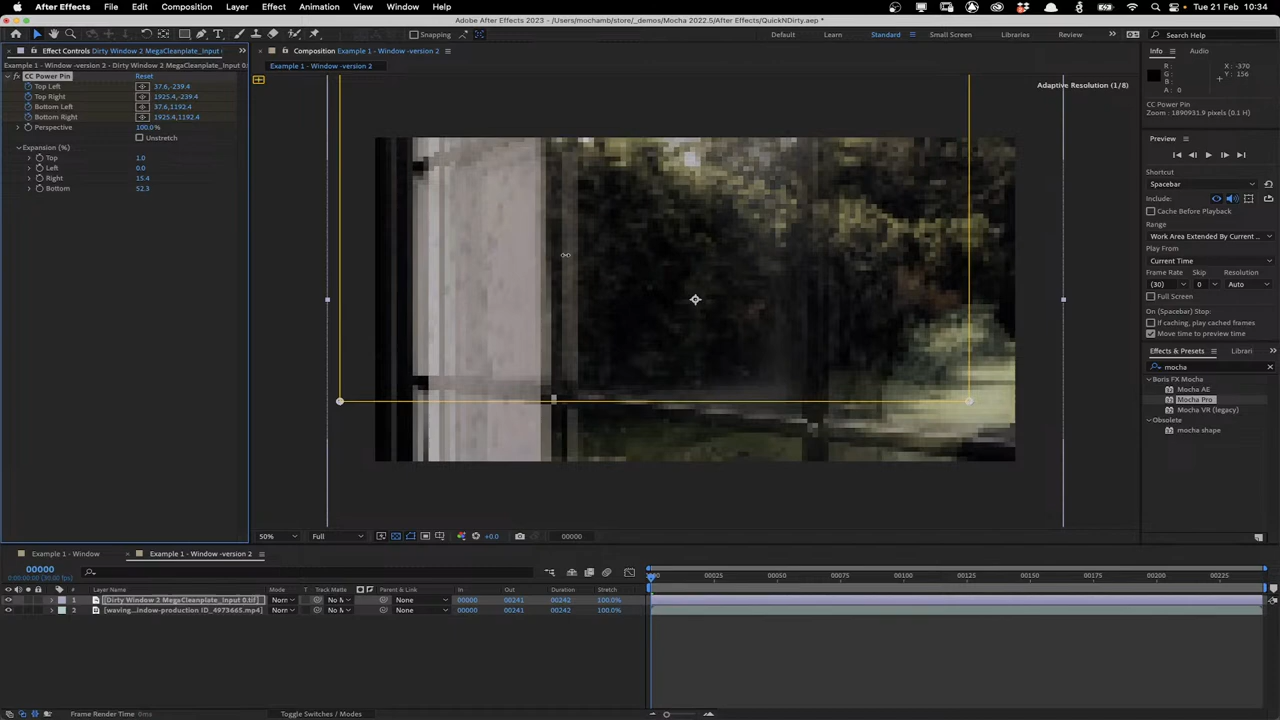 After Effects File Edit Composition Layer Effect Animation View Window Help Tue 21 Feb 10:34
Adobe After Effects 2023 - /Users/mochamb/store/_demos/Mocha 2022.5/After Effects/QuickNDirty.aep *
Snapping Default Learn Standard Small Screen Libraries Review Search Help
Effect Controls Dirty Window 2 MegaCleanplate_Input
Example 1 - Window -version 2 • Dirty Window 2 MegaCleanplate_Input 0.
CC Power Pin Reset
Top Left 37.6,-239.4
Top Right 1925.4,-239.4
Bottom Left 37.6,1192.4
Bottom Right 1925.4,1192.4
Perspective 100.0%
Unstretch
Expansion (%)
Top 1.0
Left 0.0
Right 15.4
Bottom 52.3
Composition Example 1 - Window -version 2
Example 1 - Window -version 2
Adaptive Resolution (1/8)
50% Full +0.0 00000
Info Audio
R :
G :
B :
A : 0
X : -370
Y : 156
CC Power Pin
Zoom : 1890931.9 pixels (0.1 H)
Preview
Shortcut
Spacebar
Include:
Cache Before Playback
Range
Work Area Extended By Current ...
Play From
Current Time
Frame Rate Skip Resolution
(30) 0 Auto
Full Screen
On (Spacebar) Stop:
If caching, play cached frames
Move time to preview time
Effects & Presets Librari
mocha
Boris FX Mocha
Mocha AE
Mocha Pro
Mocha VR (legacy)
Obsolete
mocha shape
Example 1 - Window Example 1 - Window -version 2
00000
0:00:00:00 (30.00 fps)
# Layer Name Mode T Track Matte Parent & Link In Out Duration Stretch
1 [Dirty Window 2 MegaCleanplate_Input 0.tif] Norm No M None 00000 00241 00242 100.0%
2 [waving...indow-production ID_4973665.mp4] Norm No M None 00000 00241 00242 100.0%
00025 00050 00075 00100 00125 00150 00175 00200 00225
Frame Render Time 0ms Toggle Switches / Modes